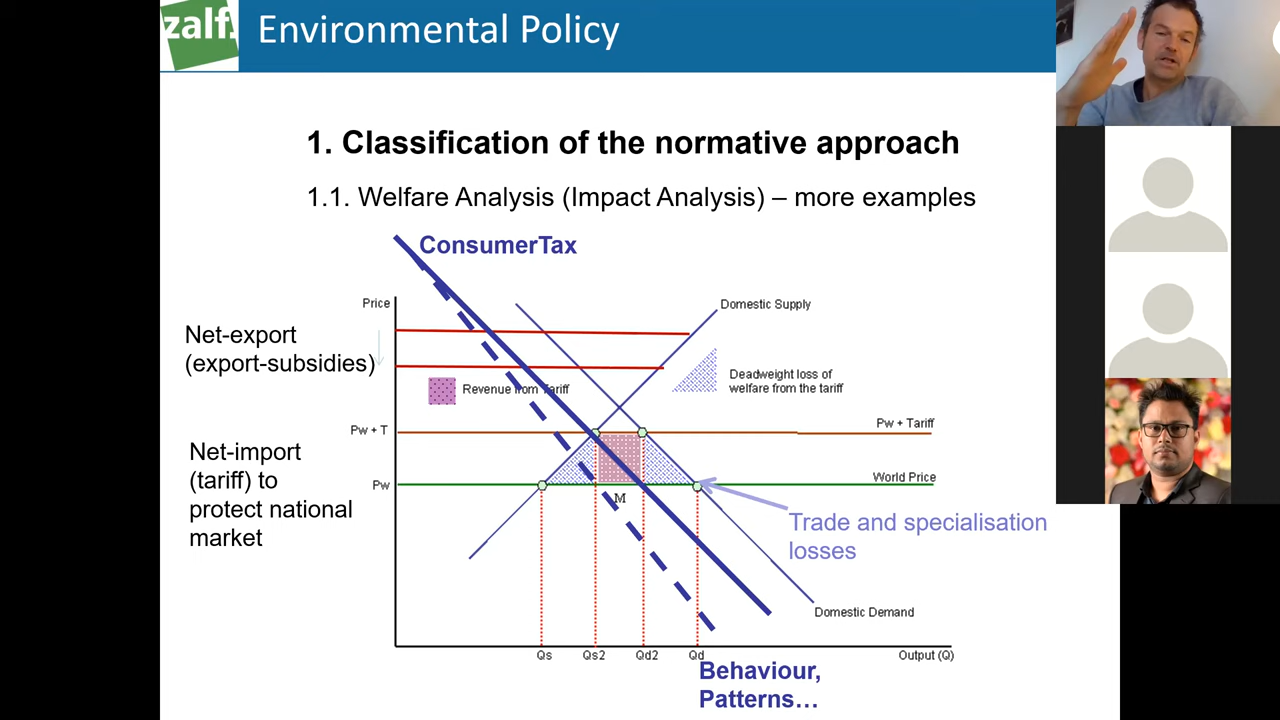 zalf.
Environmental Policy
1. Classification of the normative approach
1.1. Welfare Analysis (Impact Analysis) – more examples
ConsumerTax
Price
Domestic Supply
Net-export
(export-subsidies)
Deadweight loss of
welfare from the tariff
Revenue from Tariff
Pw + T
Pw + Tariff
Net-import
(tariff) to
protect national
market
Pw
World Price
M
Trade and specialisation
losses
Domestic Demand
Qs
Qs2
Qd2
Qd
Output (Q)
Behaviour,
Patterns…